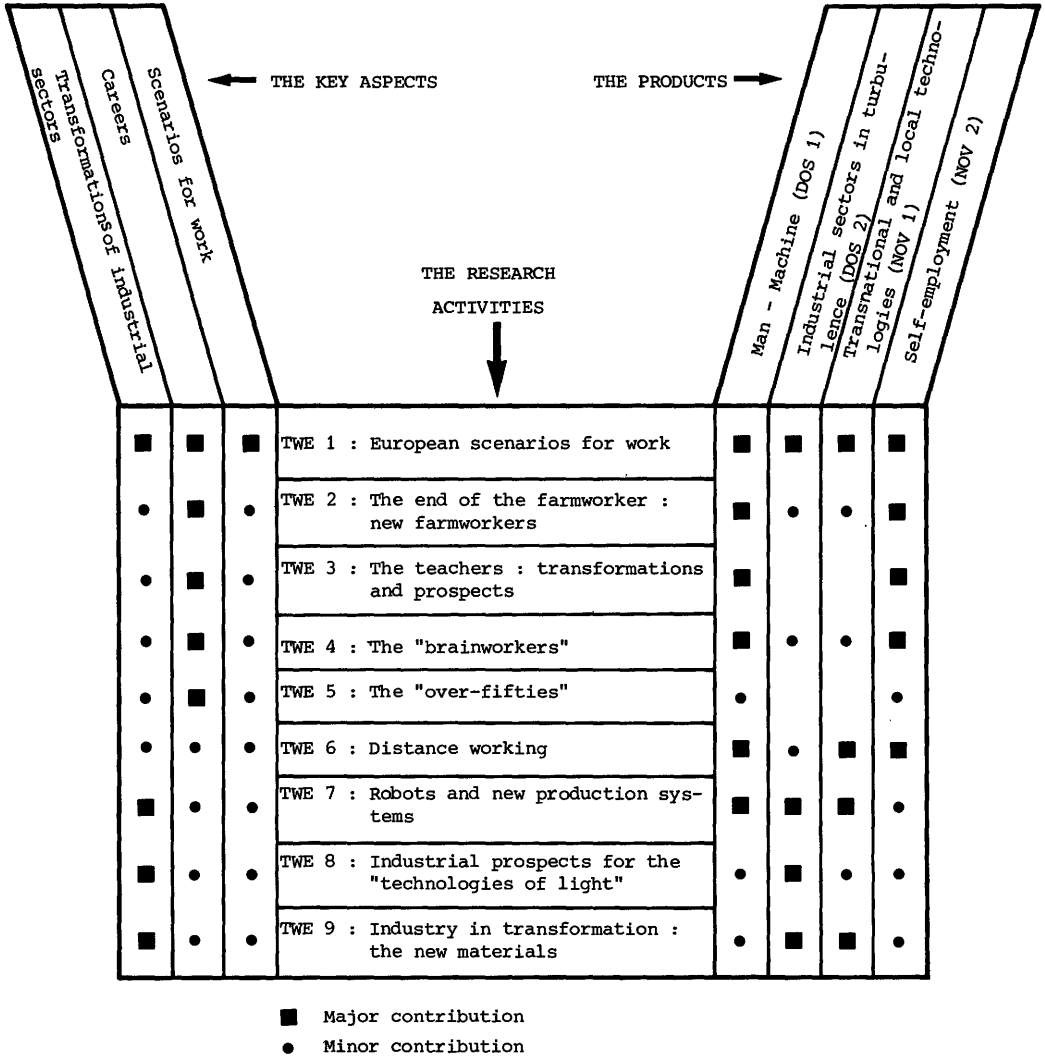 THE KEY ASPECTS
THE PRODUCTS
Transformations of industrial
sectors
Careers
Scenarios for work
Man - Machine (DOS 1)
Industrial sectors in turbu-
lence (DOS 2)
Transnational and local techno-
logies (NOV 1)
Self-employment (NOV 2)
THE RESEARCH
ACTIVITIES
TWE 1 : European scenarios for work
TWE 2 : The end of the farmworker :
new farmworkers
TWE 3 : The teachers : transformations
and prospects
TWE 4 : The "brainworkers"
TWE 5 : The "over-fifties"
TWE 6 : Distance working
TWE 7 : Robots and new production sys-
tems
TWE 8 : Industrial prospects for the
"technologies of light"
TWE 9 : Industry in transformation :
the new materials
Major contribution
Minor contribution